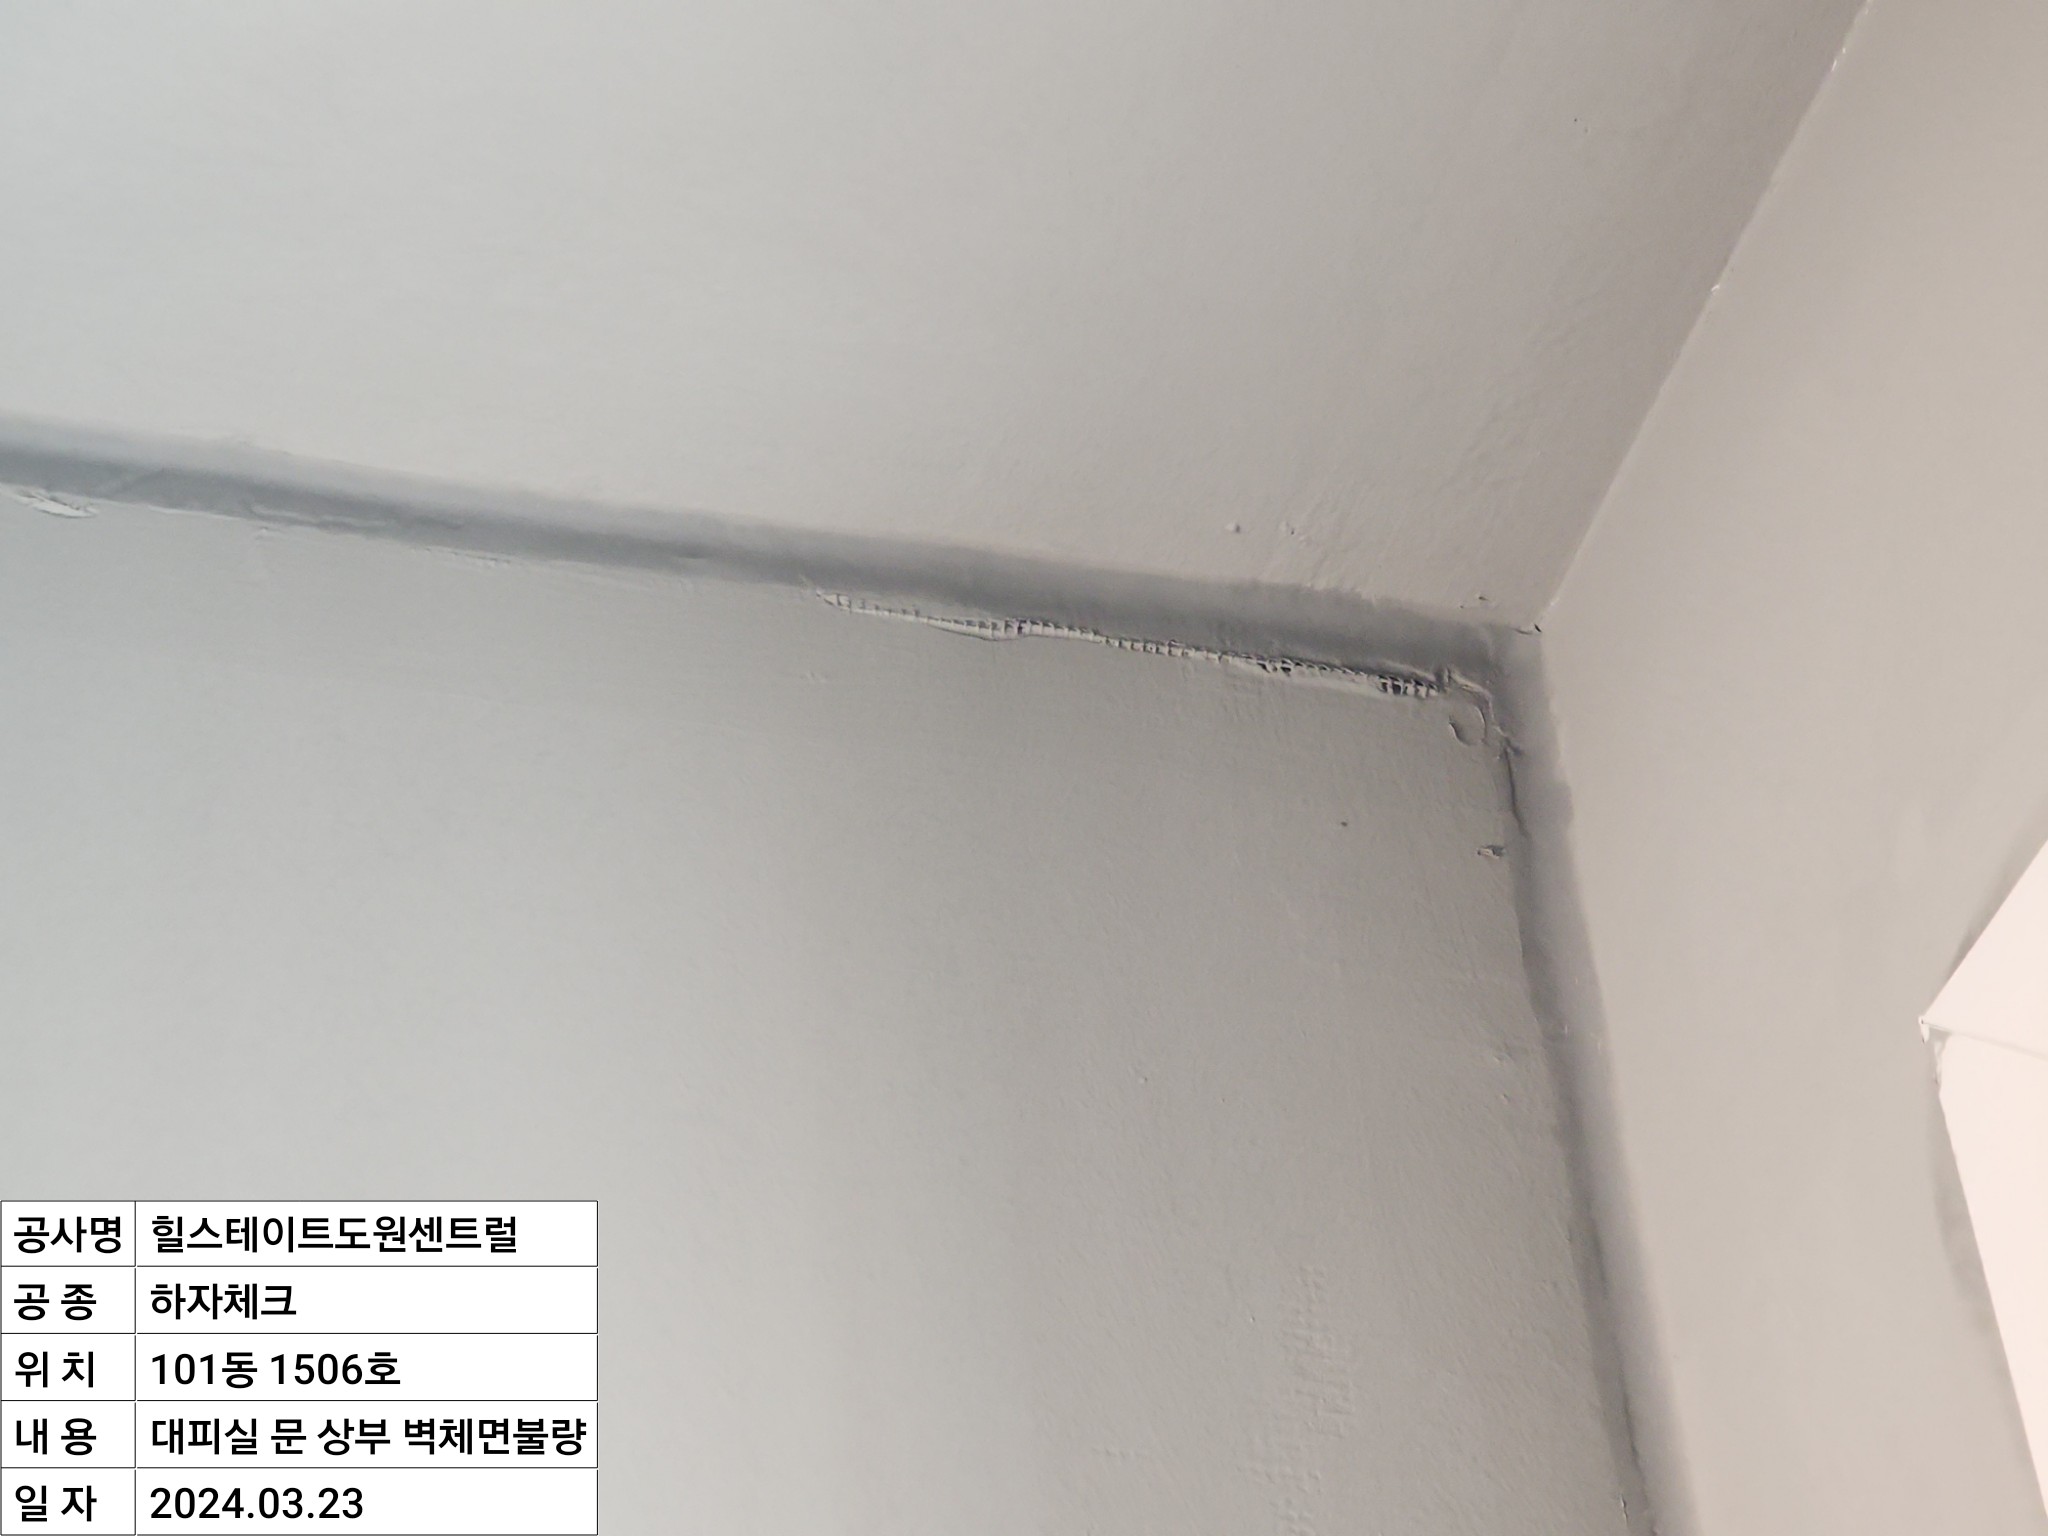 공사명 힐스테이트도원센트럴
공 종 하자체크
위 치 101동 1506호
내 용 대피실 문 상부 벽체면불량
일 자 2024.03.23